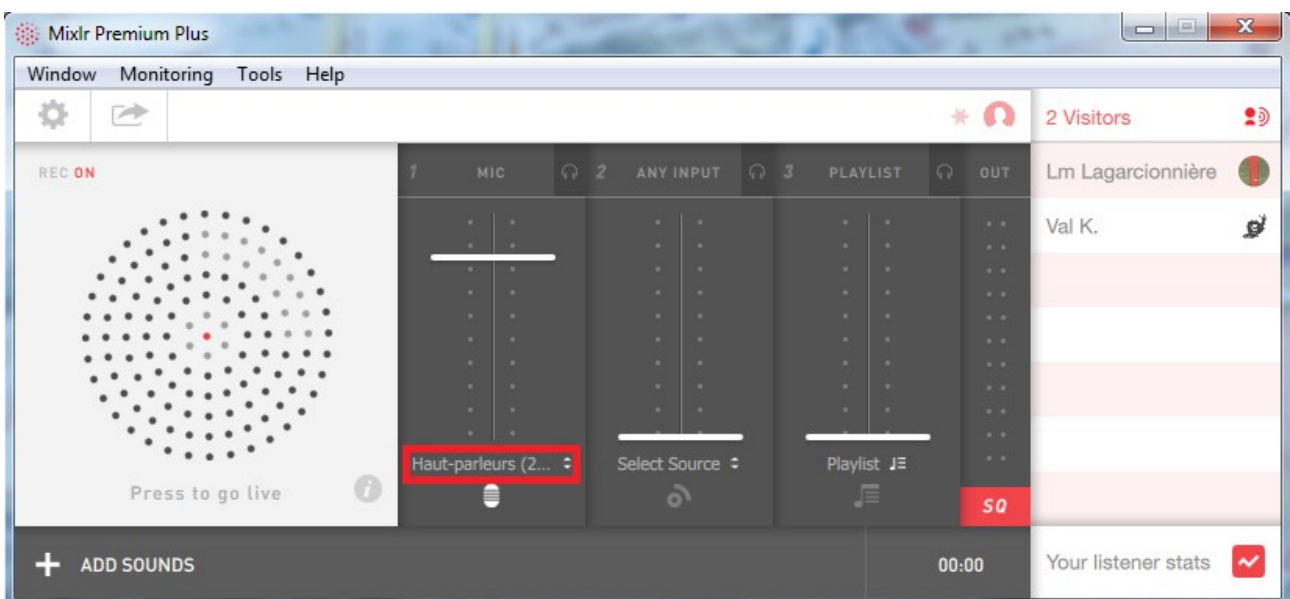 Mixlr Premium Plus
Window Monitoring Tools Help
2 Visitors
REC ON
1 MIC 2 ANY INPUT 3 PLAYLIST OUT
Lm Lagarcionnière
Val K.
Haut-parleurs (2... Select Source Playlist
Press to go live
SQ
ADD SOUNDS
00:00
Your listener stats